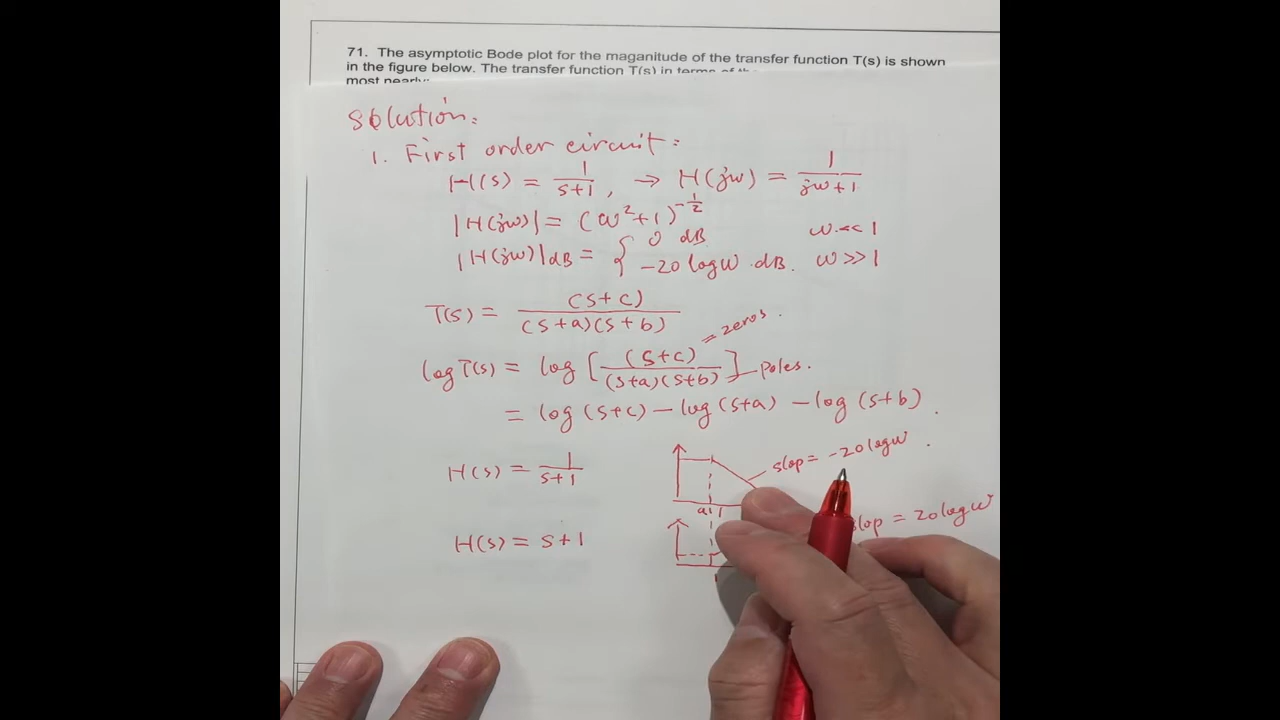 71. The asymptotic Bode plot for the maganitude of the transfer function T(s) is shown
in the figure below. The transfer function T(s) in terms of
most nearly
Solution:
1. First order circuit:
H(s) = 1/(s+1), → H(jω) = 1/(jω+1)
|H(jω)| = (ω²+1)^(-1/2)
|H(jω)|dB = { 0 dB ω<<1
-20 logω dB. ω>>1
T(s) = (s+c)/((s+a)(s+b))
= zeros.
log T(s) = log [(s+c)/((s+a)(s+b))] poles.
= log(s+c) - log(s+a) - log(s+b).
H(s) = 1/(s+1) slop = -20logω.
slop = 20logω
H(s) = s+1